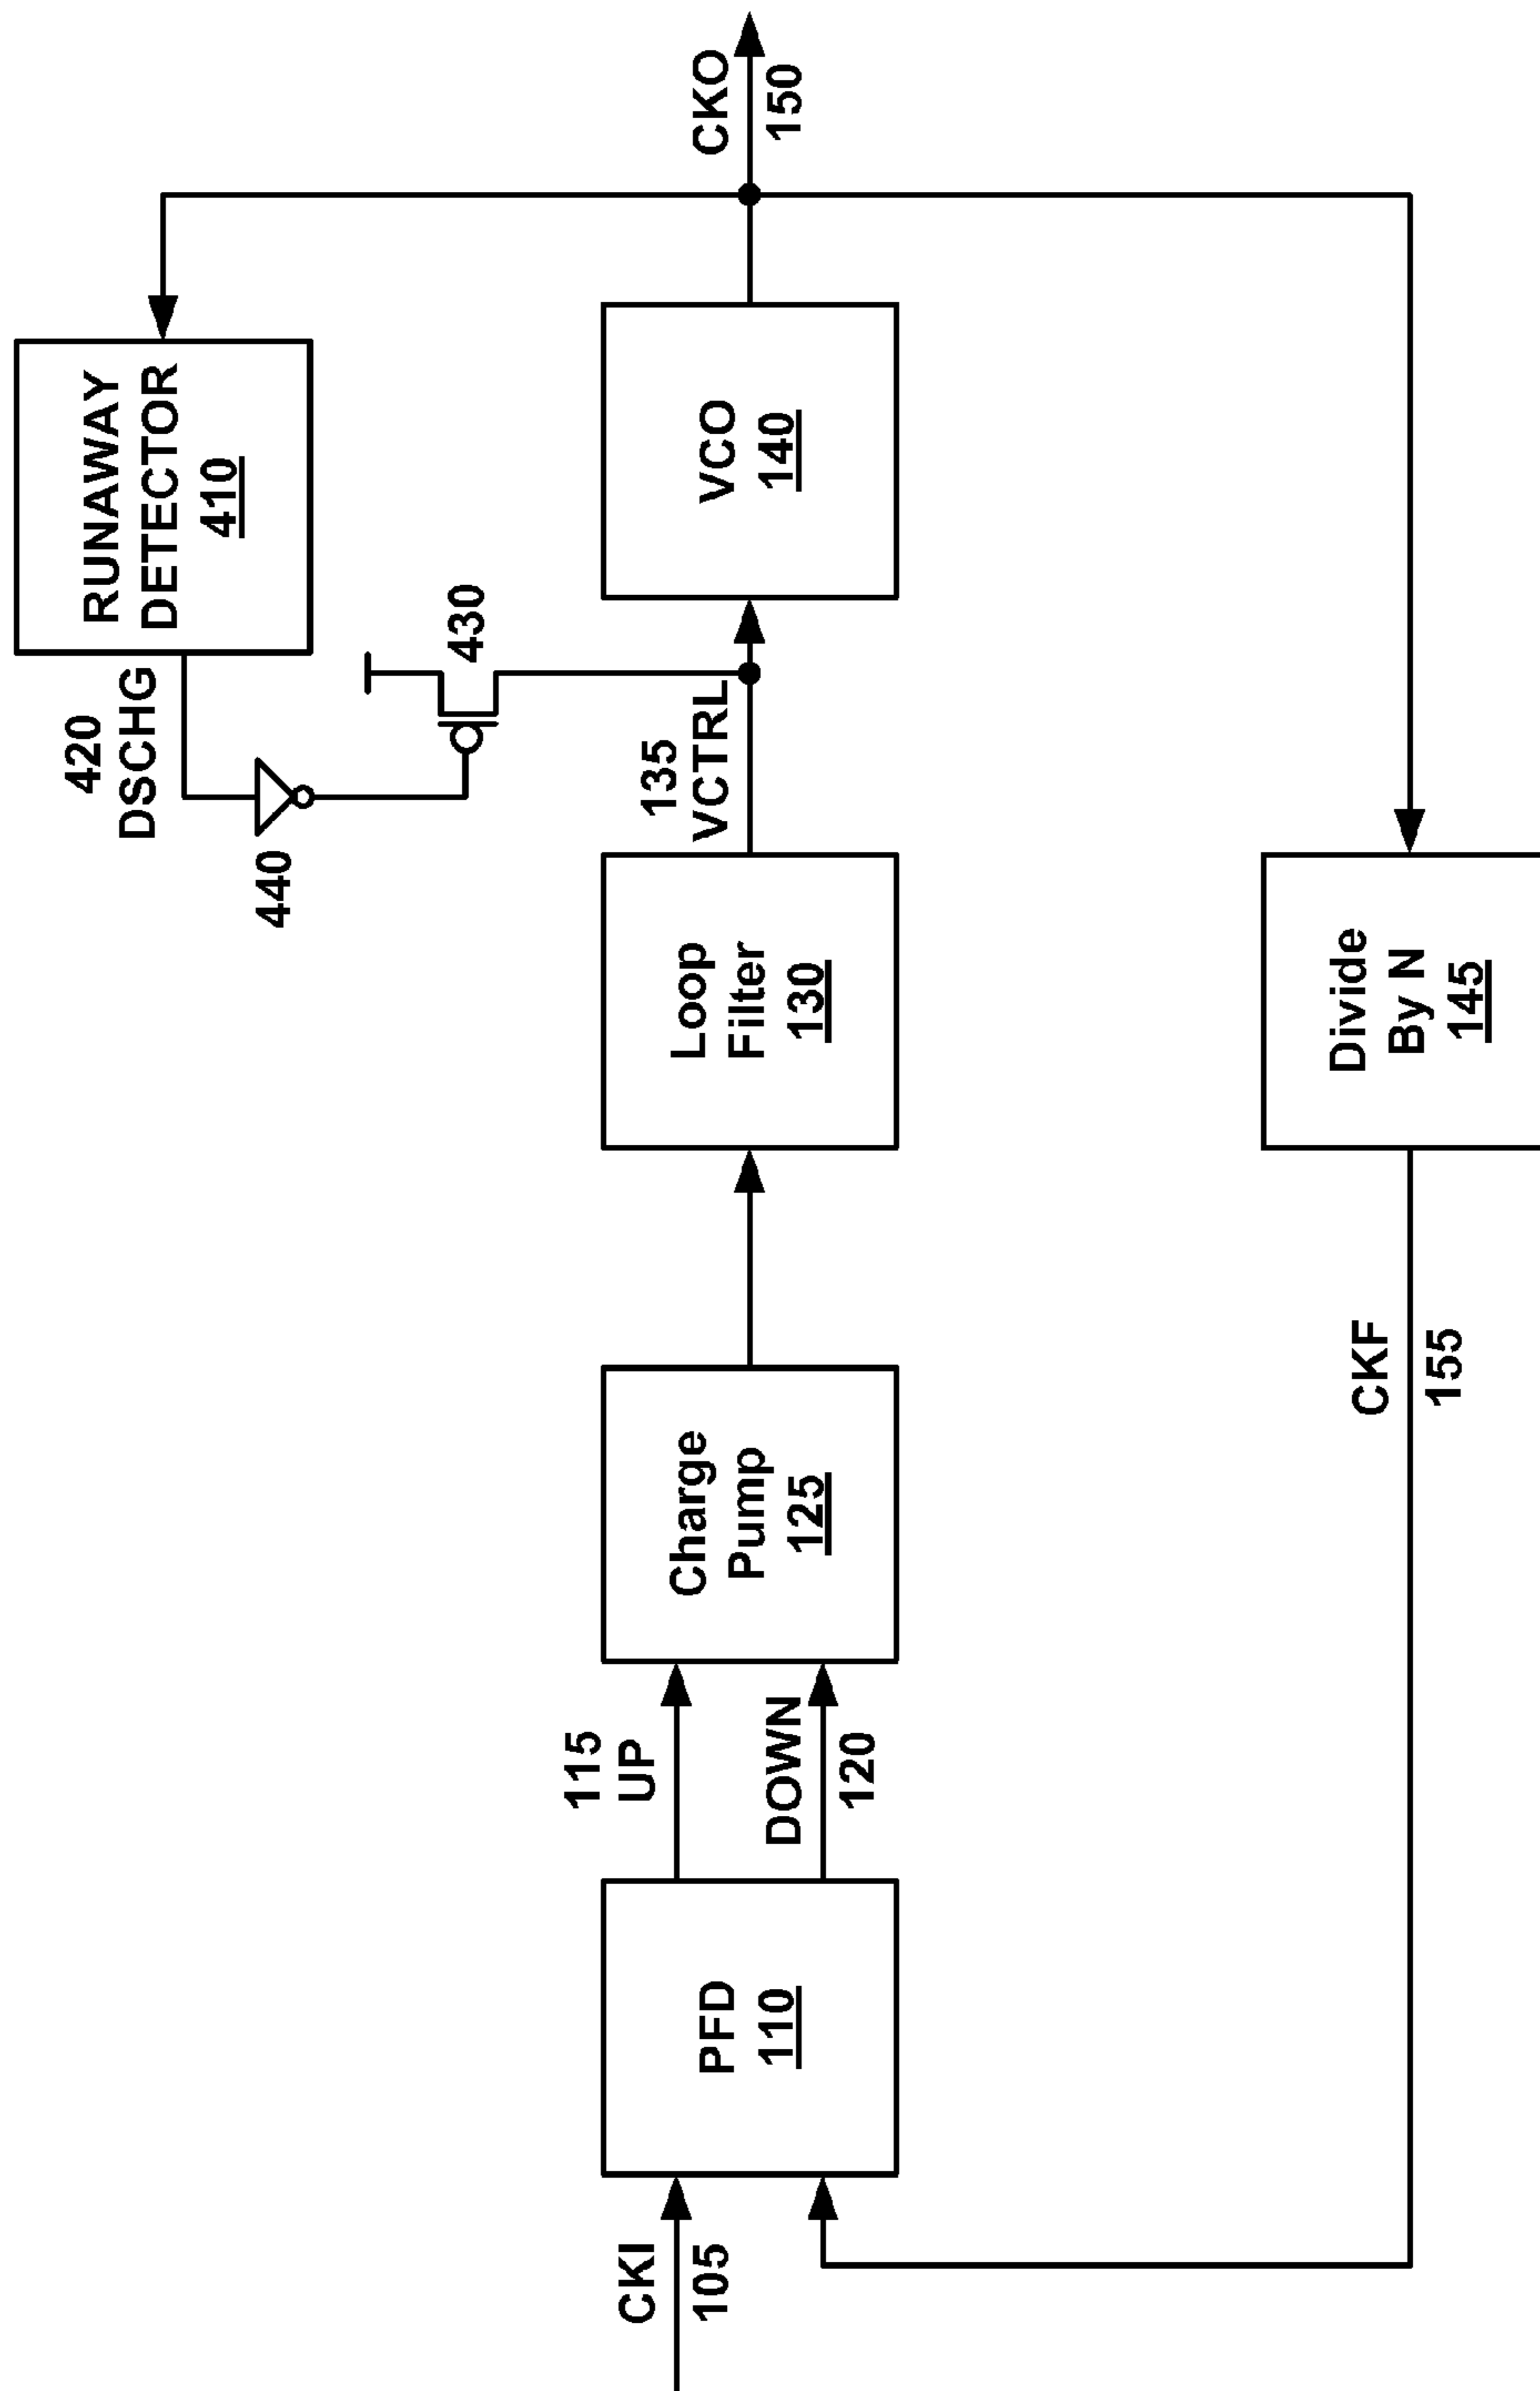 RUNAWAY
DETECTOR
410
420
DSCHG
440
430
CKI
105
PFD
110
115
UP
DOWN
120
Charge
Pump
125
Loop
Filter
130
135
VCTRL
VCO
140
CKO
150
CKF
155
Divide
By N
145